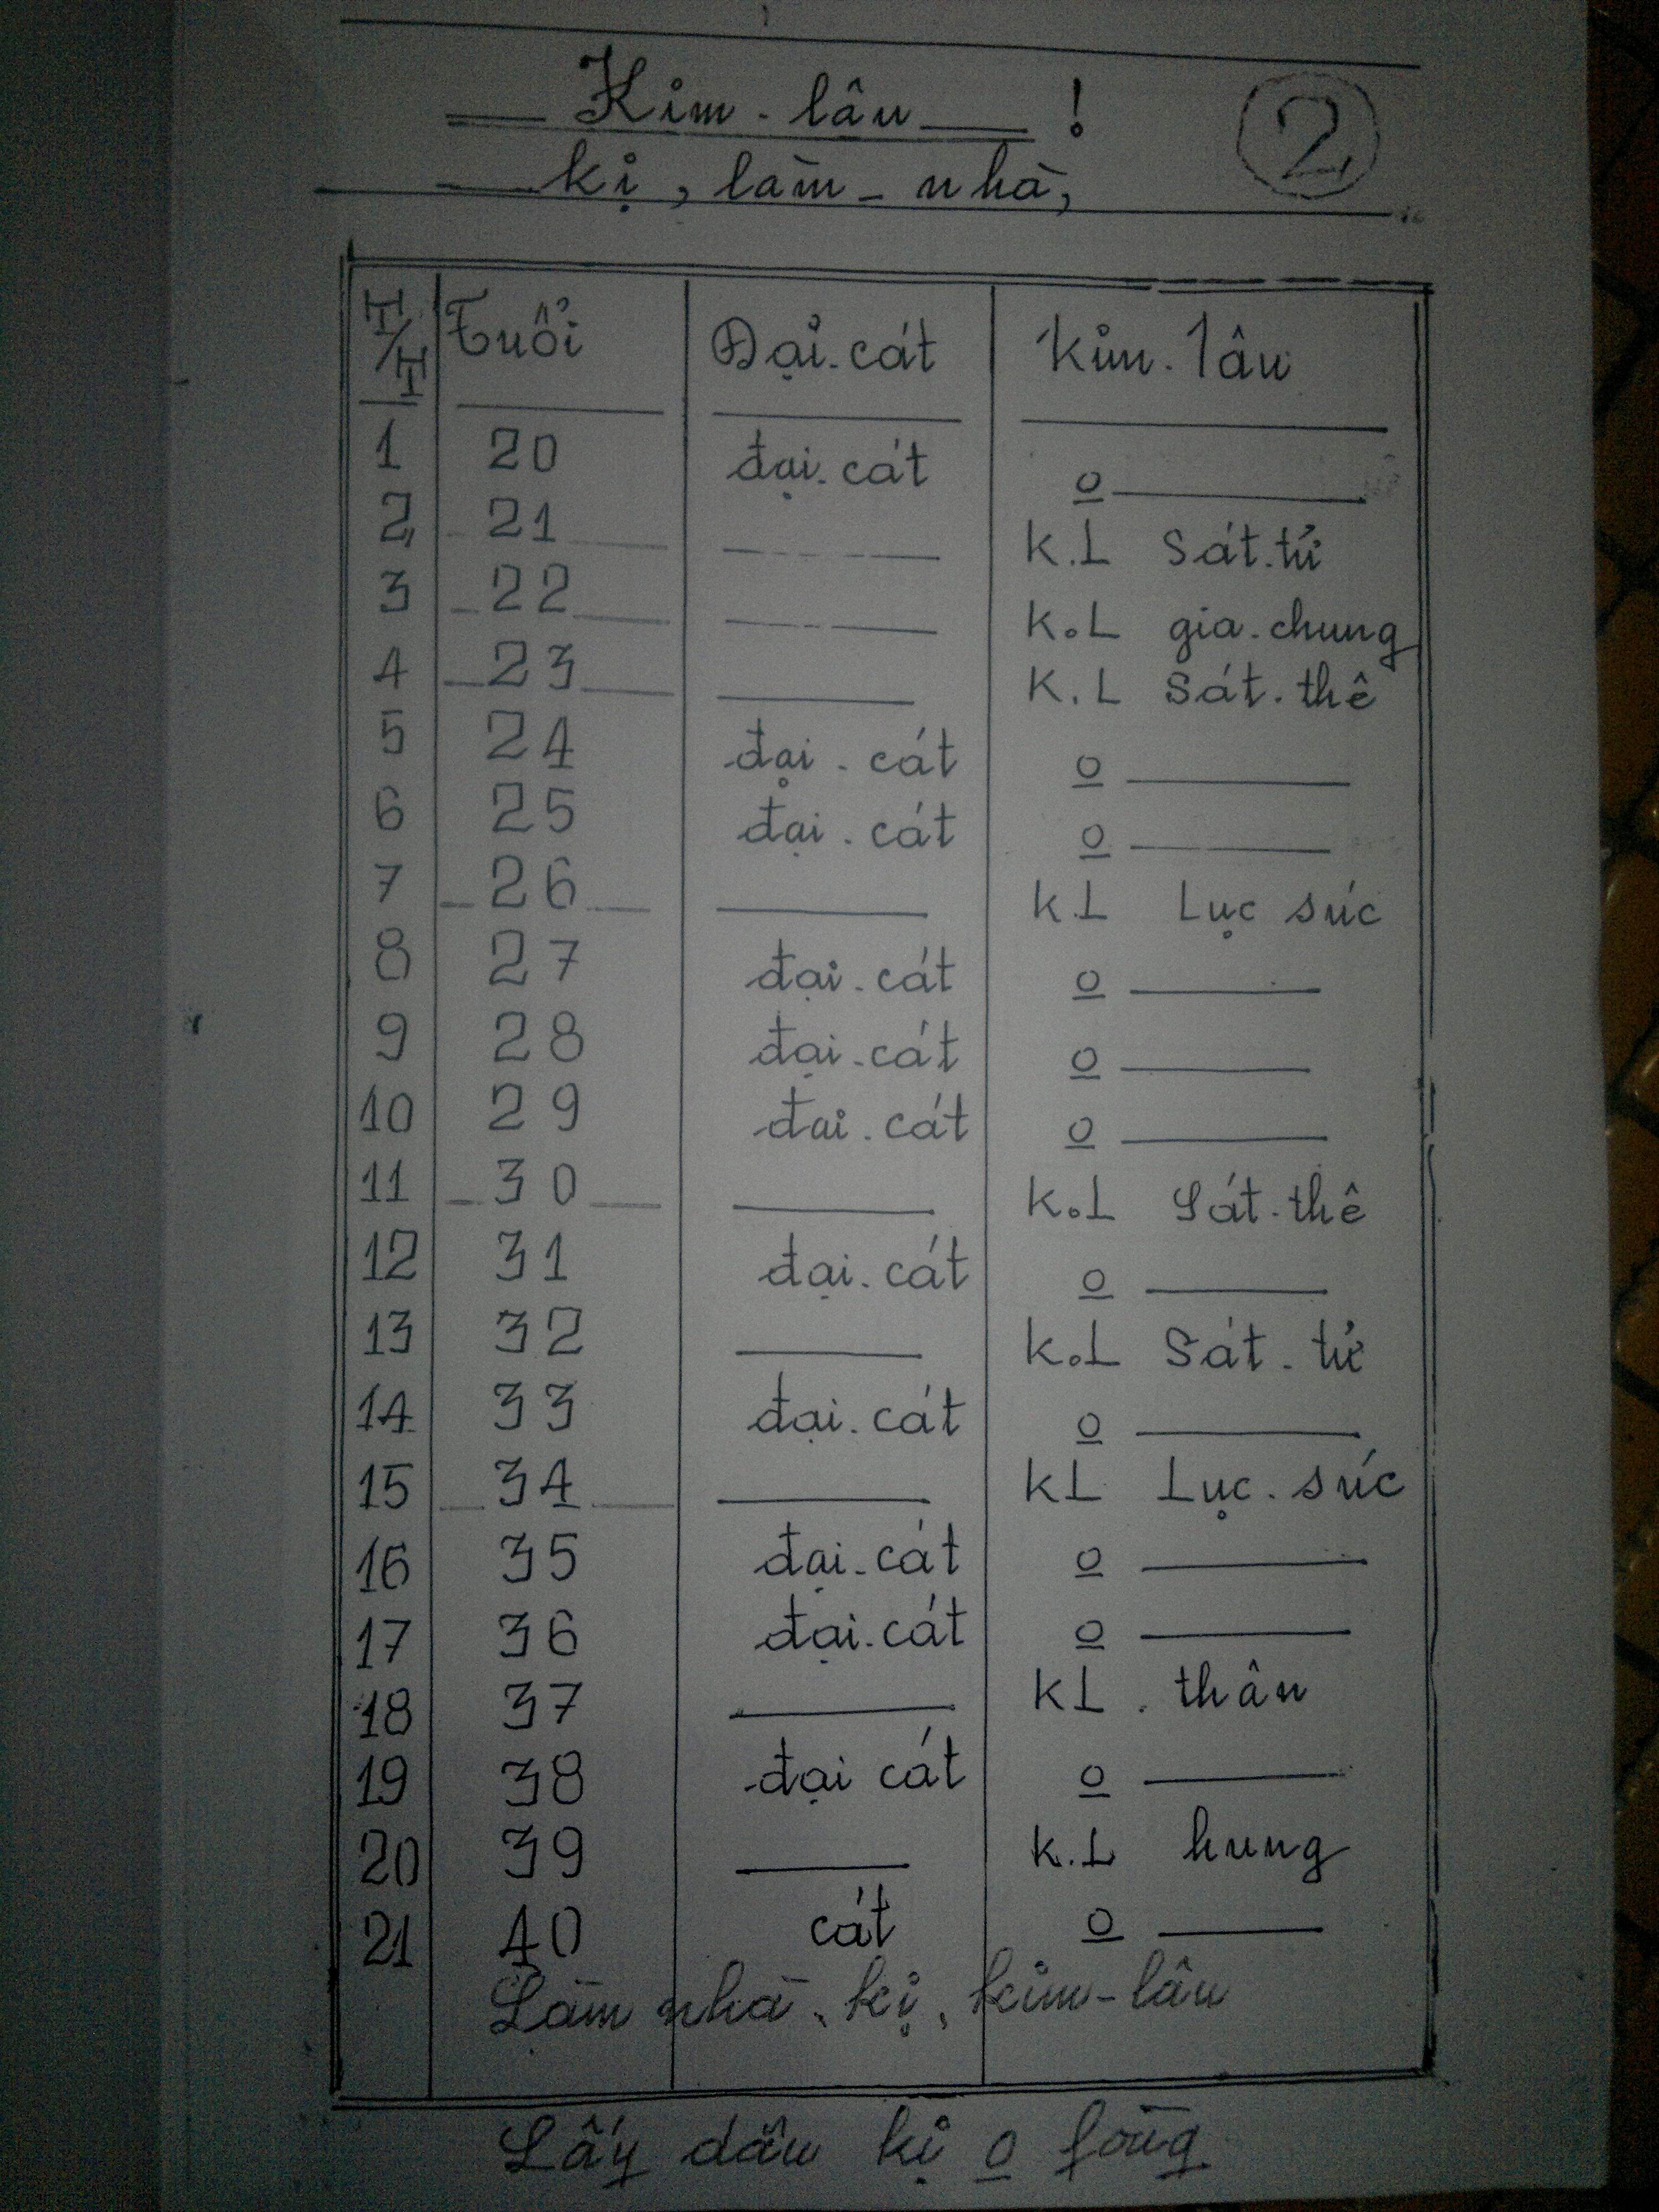 Kim - lâu !
2
kị, làm - nhà,
T/T Tuổi Đại. cát Kim. lâu
1 20 đại. cát o
2 21 K.L Sát. tử
3 22 K.L gia. chung
4 23 K.L Sát. thê
5 24 đại. cát o
6 25 đại. cát o
7 26 K.L Lục súc
8 27 đại. cát o
9 28 đại. cát o
10 29 đai. cát o
11 30 K.L Sát. thê
12 31 đại. cát o
13 32 K.L Sát. tử
14 33 đại. cát o
15 34 KL Lục. súc
16 35 đại. cát o
17 36 đại. cát o
18 37 KL. thân
19 38 đại cát o
20 39 K.L hung
21 40 cát o
Làm nhà, kị, kim - lâu
Lấy dấu kị o